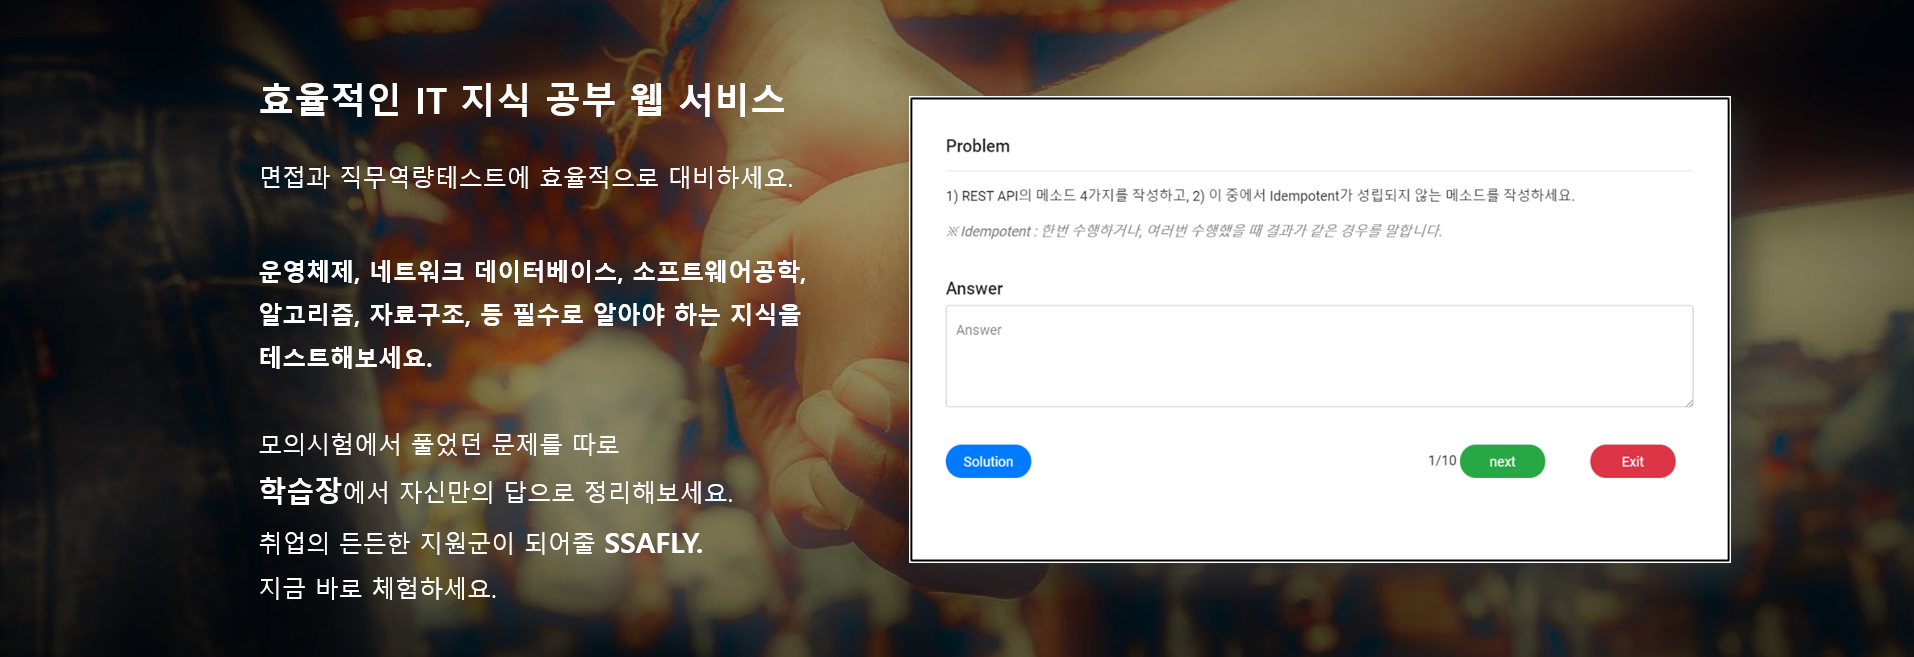 효율적인 IT 지식 공부 웹 서비스
면접과 직무역량테스트에 효율적으로 대비하세요.
운영체제, 네트워크 데이터베이스, 소프트웨어공학,
알고리즘, 자료구조, 등 필수로 알아야 하는 지식을
테스트해보세요.
모의시험에서 풀었던 문제를 따로
학습장에서 자신만의 답으로 정리해보세요.
취업의 든든한 지원군이 되어줄 SSAFLY.
지금 바로 체험하세요.
Problem
1) REST API의 메소드 4가지를 작성하고, 2) 이 중에서 Idempotent가 성립되지 않는 메소드를 작성하세요.
※ Idempotent : 한번 수행하거나, 여러번 수행했을 때 결과가 같은 경우를 말합니다.
Answer
Answer
Solution
1/10 next
Exit